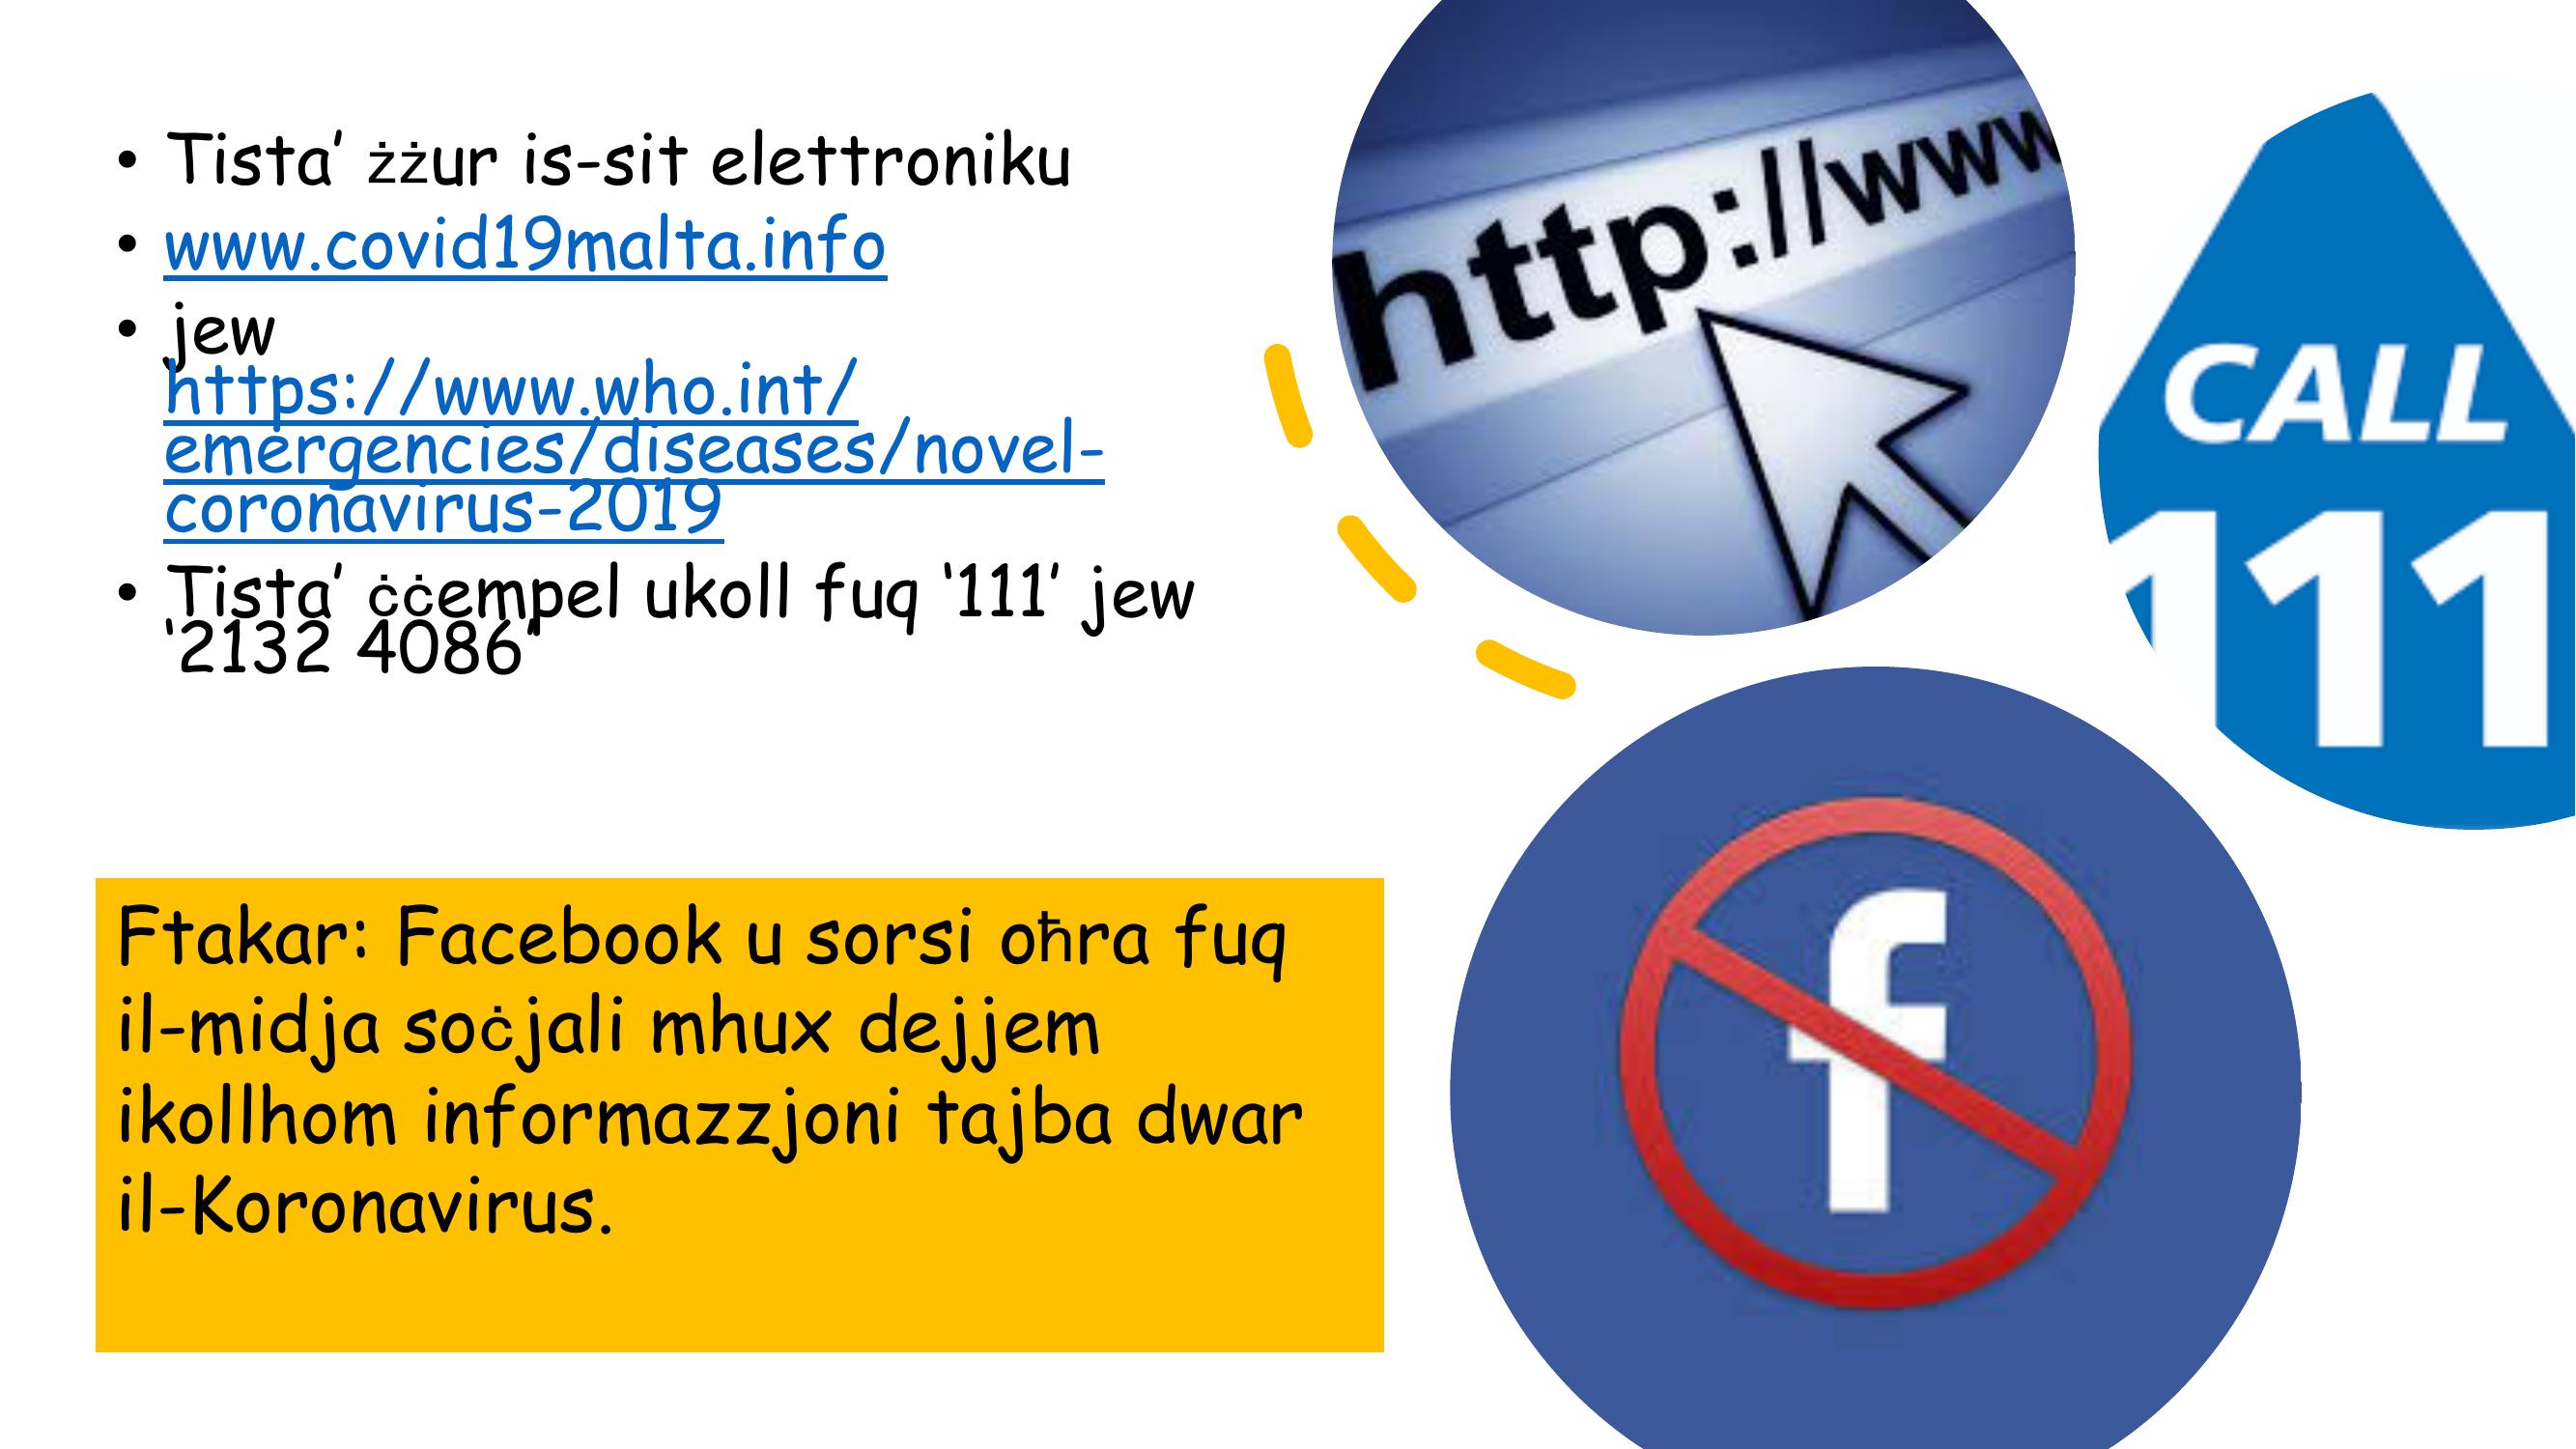 • Tista’ żżur is-sit elettroniku
• www.covid19malta.info
• jew
https://www.who.int/
emergencies/diseases/novel-
coronavirus-2019
• Tista’ ċċempel ukoll fuq ‘111’ jew
‘2132 4086’
Ftakar: Facebook u sorsi oħra fuq
il-midja soċjali mhux dejjem
ikollhom informazzjoni tajba dwar
il-Koronavirus.
http://www
CALL
111
f